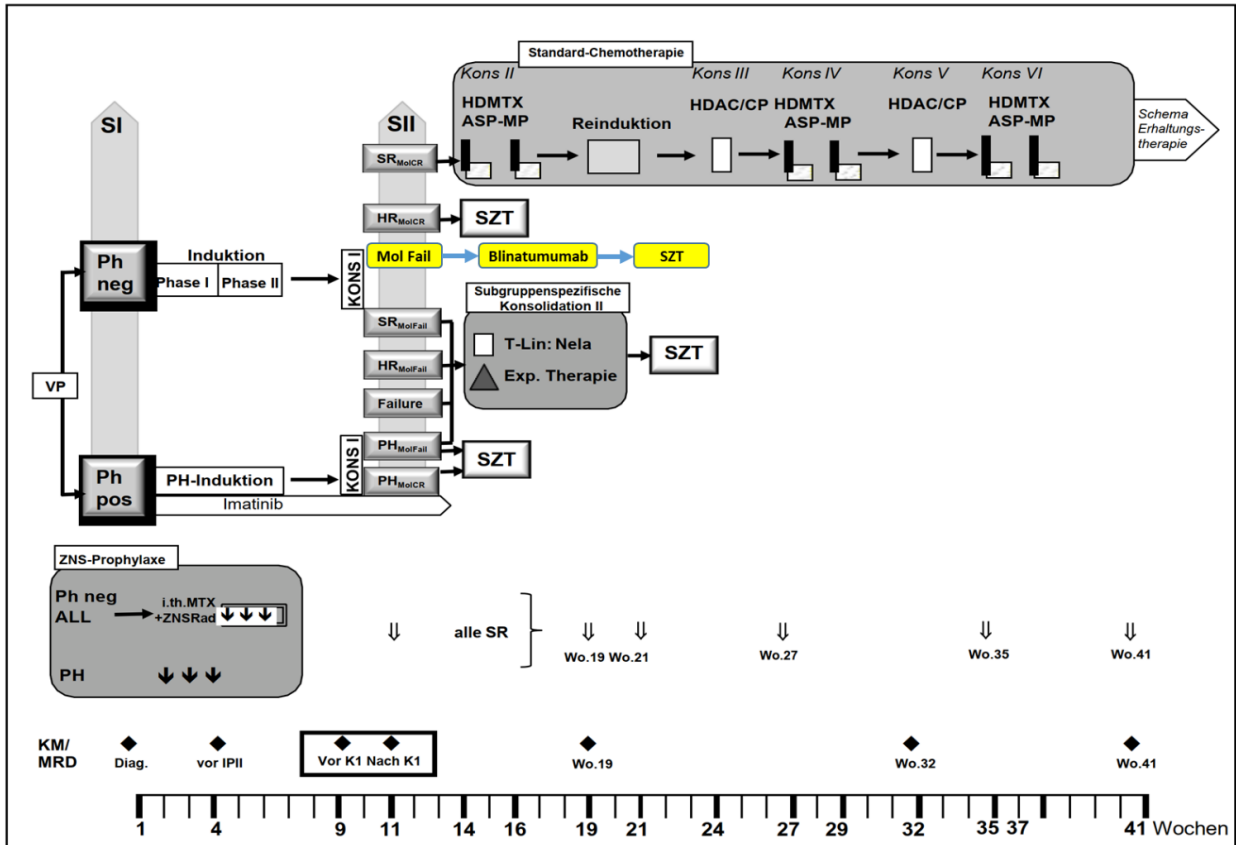 Standard-Chemotherapie
Kons II
Kons III
Kons IV
Kons V
Kons VI
HDMTX
ASP-MP
Reinduktion
HDAC/CP
HDMTX
ASP-MP
HDAC/CP
HDMTX
ASP-MP
Schema
Erhaltungs-
therapie
SI
SII
SRMolCR
HRMolCR
SZT
Mol Fail
Blinatumumab
SZT
Ph
neg
Induktion
Phase I
Phase II
KONS I
Subgruppenspezifische
Konsolidation II
SRMolFail
T-Lin: Nela
HRMolFail
Exp. Therapie
SZT
VP
Failure
PHMolFail
SZT
PHMolCR
KONS I
Ph
pos
PH-Induktion
Imatinib
ZNS-Prophylaxe
Ph neg
ALL
i.th.MTX
+ZNSRad
PH
alle SR
Wo.19
Wo.21
Wo.27
Wo.35
Wo.41
KM/
MRD
Diag.
vor IPII
Vor K1
Nach K1
Wo.19
Wo.32
Wo.41
1 4 9 11 14 16 19 21 24 27 29 32 35 37 41 Wochen